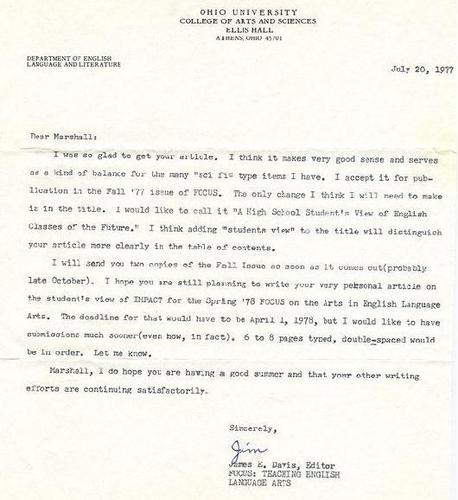 OHIO UNIVERSITY
COLLEGE OF ARTS AND SCIENCES
ELLIS HALL
ATHENS, OHIO 45701
DEPARTMENT OF ENGLISH
LANGUAGE AND LITERATURE
July 20, 1977
Dear Marshall:
I was so glad to get your article. I think it makes very good sense and serves
as a kind of balance for the many "sci fic type items I have. I accept it for pub-
lication in the Fall '77 issue of FOCUS. The only change I think I will need to make
is in the title. I would like to call it "A High School Student's View of English
Classes of the Future." I think adding "students view" to the title will distinguish
your article more clearly in the table of contents.
I will send you two copies of the Fall Issue as soon as it comes out(probably
late October). I hope you are still planning to write your very personal article on
the student's view of IMPACT for the Spring '78 FOCUS on the Arts in English Language
Arts. The deadline for that would have to be April 1, 1978, but I would like to have
submissions much sooner(even now, in fact). 6 to 8 pages typed, double-spaced would
be in order. Let me know.
Marshall, I do hope you are having a good summer and that your other writing
efforts are continuing satisfactorily.
Sincerely,
Jim
James E. Davis, Editor
FOCUS: TEACHING ENGLISH
LANGUAGE ARTS